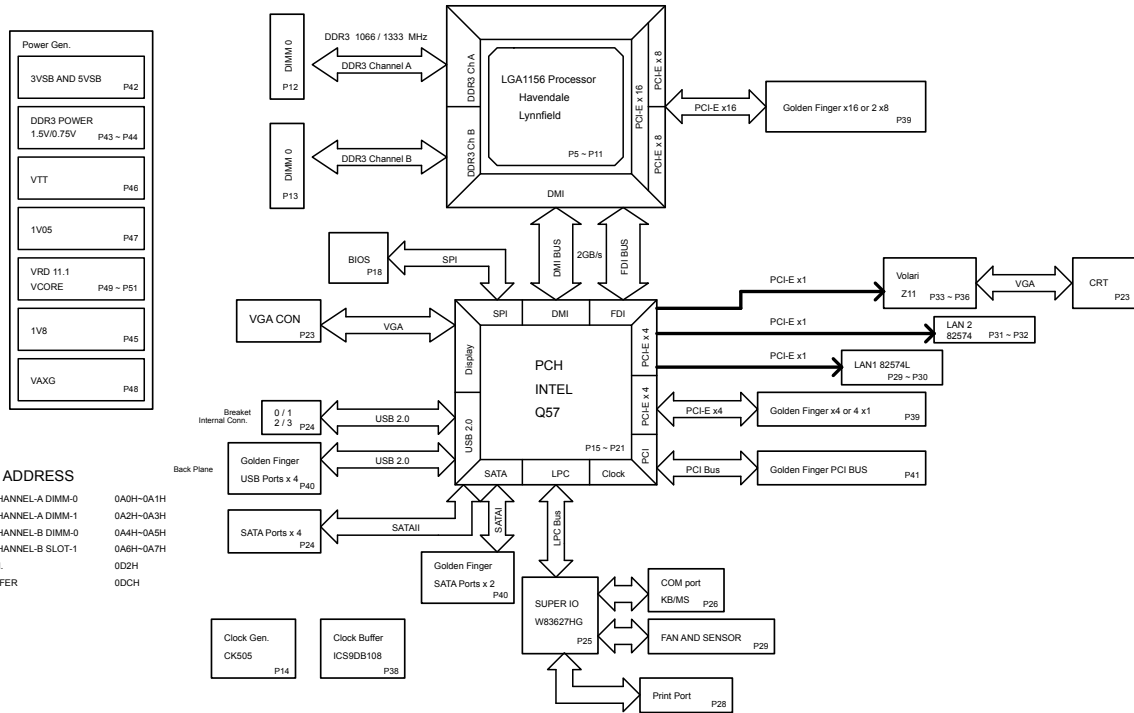 Power Gen.
3VSB AND 5VSB
P42
DDR3 POWER
1.5V/0.75V
P43 ~ P44
VTT
P46
1V05
P47
VRD 11.1
VCORE
P49 ~ P51
1V8
P45
VAXG
P48
ADDRESS
HANNEL-A DIMM-0 0A0H~0A1H
HANNEL-A DIMM-1 0A2H~0A3H
HANNEL-B DIMM-0 0A4H~0A5H
HANNEL-B SLOT-1 0A6H~0A7H
0D2H
FER 0DCH
DIMM 0
P12
DDR3 1066 / 1333 MHz
DDR3 Channel A
DIMM 0
P13
DDR3 Channel B
DDR3 Ch A
DDR3 Ch B
LGA1156 Processor
Havendale
Lynnfield
P5 ~ P11
PCI-E x 16
PCI-E x 8
PCI-E x 8
DMI
PCI-E x16
Golden Finger x16 or 2 x8
P39
DMI BUS
2GB/s
FDI BUS
BIOS
P18
SPI
VGA CON
P23
VGA
SPI
DMI
FDI
Display
USB 2.0
PCH
INTEL
Q57
P15 ~ P21
PCI-E x 4
PCI-E x 4
PCI
SATA
LPC
Clock
PCI-E x1
Volari
Z11
P33 ~ P36
VGA
CRT
P23
PCI-E x1
LAN 2
82574
P31 ~ P32
PCI-E x1
LAN1 82574L
P29 ~ P30
PCI-E x4
Golden Finger x4 or 4 x1
P39
PCI Bus
Golden Finger PCI BUS
P41
Breaket
Internal Conn.
0 / 1
2 / 3
P24
USB 2.0
Back Plane
Golden Finger
USB Ports x 4
P40
USB 2.0
SATA Ports x 4
P24
SATAII
SATAI
Golden Finger
SATA Ports x 2
P40
LPC Bus
SUPER IO
W83627HG
P25
COM port
KB/MS
P26
FAN AND SENSOR
P29
Print Port
P28
Clock Gen.
CK505
P14
Clock Buffer
ICS9DB108
P38